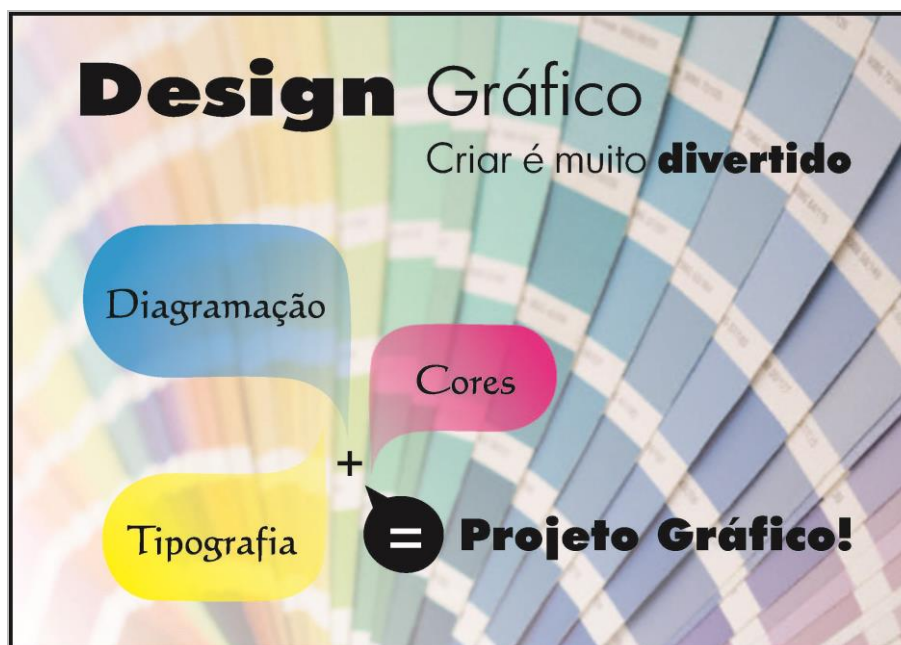 Design Gráfico
Criar é muito divertido
Diagramação
Cores
+
Tipografia
= Projeto Gráfico!